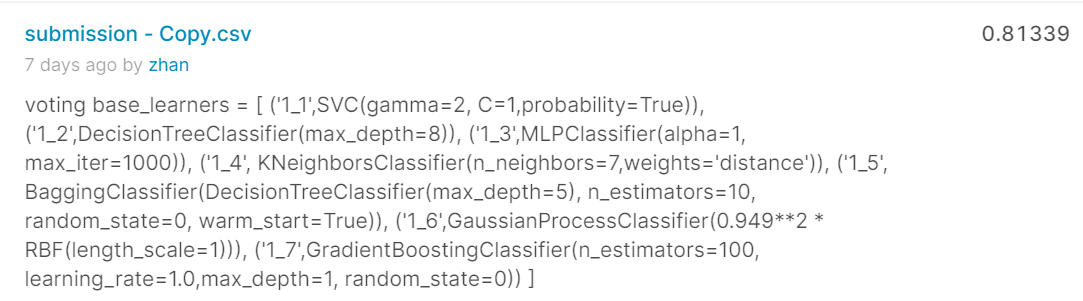 submission - Copy.csv 0.81339
7 days ago by zhan
voting base_learners = [ ('1_1',SVC(gamma=2, C=1,probability=True)),
('1_2',DecisionTreeClassifier(max_depth=8)), ('1_3',MLPClassifier(alpha=1,
max_iter=1000)), ('1_4', KNeighborsClassifier(n_neighbors=7,weights='distance')), ('1_5',
BaggingClassifier(DecisionTreeClassifier(max_depth=5), n_estimators=10,
random_state=0, warm_start=True)), ('1_6',GaussianProcessClassifier(0.949**2 *
RBF(length_scale=1))), ('1_7',GradientBoostingClassifier(n_estimators=100,
learning_rate=1.0,max_depth=1, random_state=0)) ]